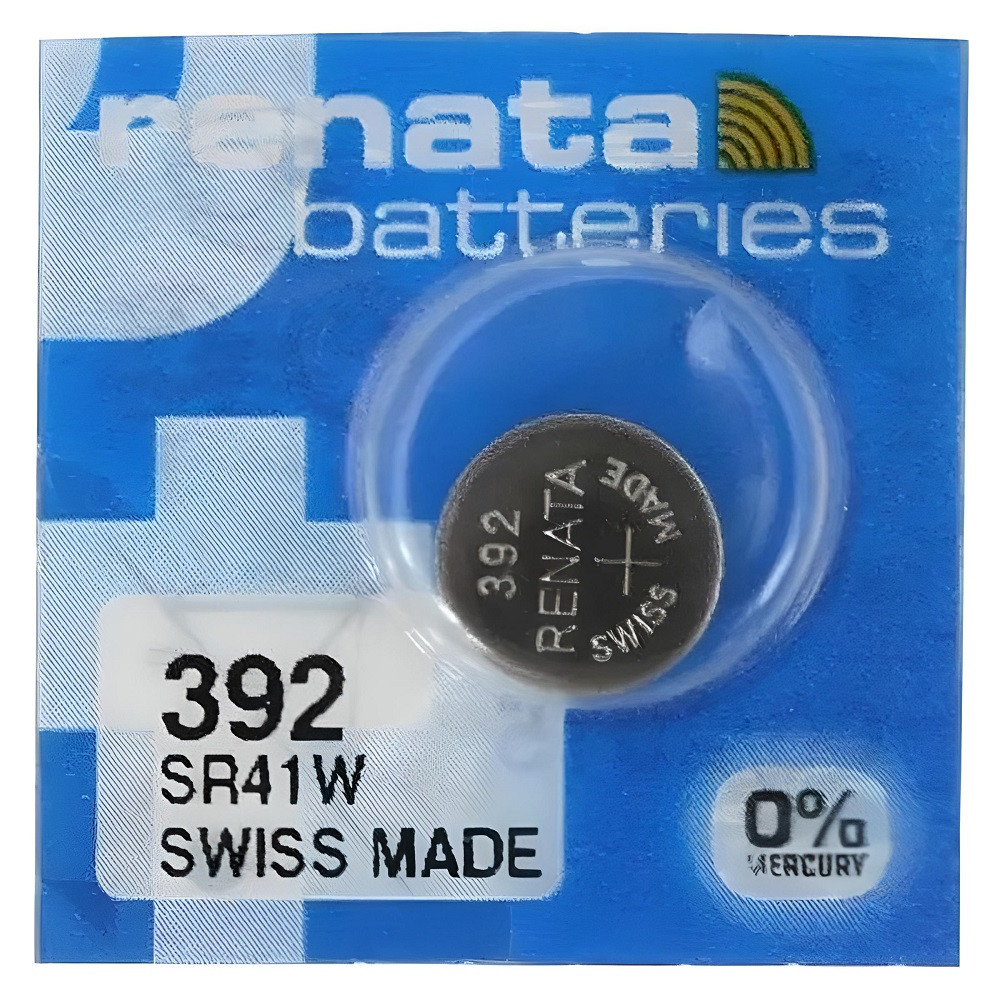 renata
batteries
392
RENATA
SWISS MADE
+
392
SR41W
SWISS MADE
0%
MERCURY